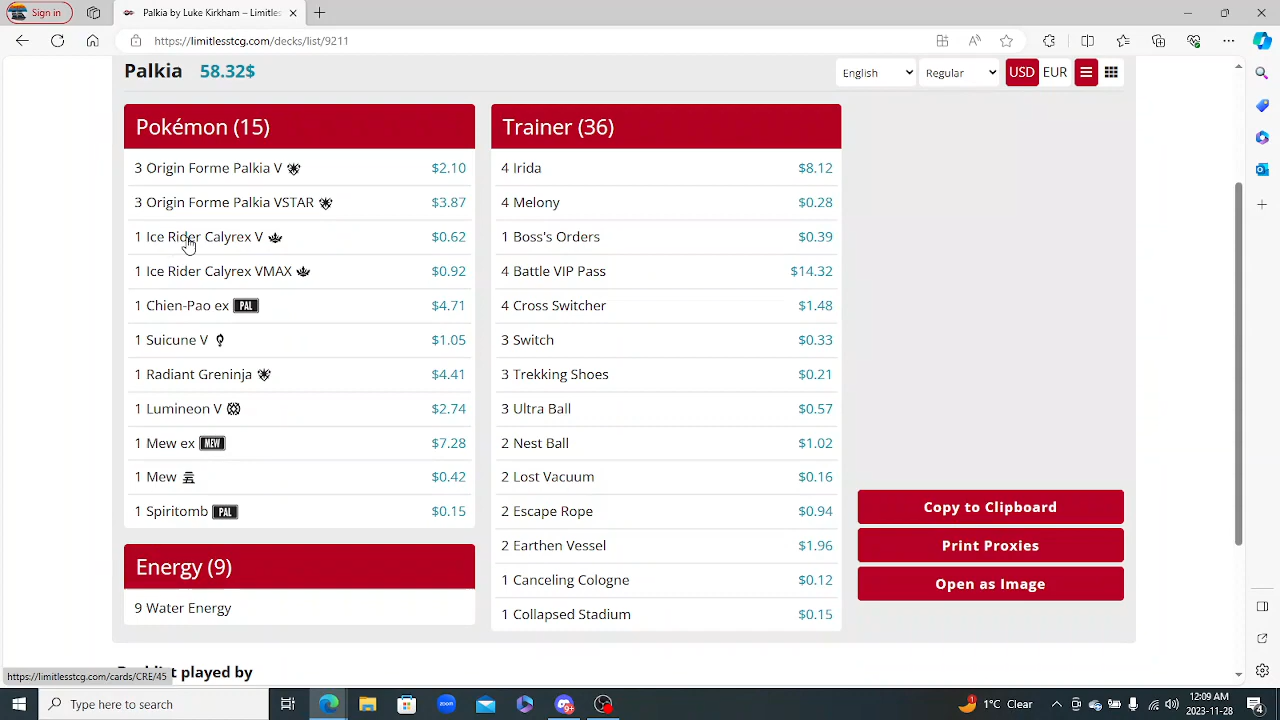 Sign in
Palkia by Luke Kirkham – Limitles
https://limitlesstcg.com/decks/list/9211
Palkia 58.32$
English
Regular
USD
EUR
Pokémon (15)
3 Origin Forme Palkia V $2.10
3 Origin Forme Palkia VSTAR $3.87
1 Ice Rider Calyrex V $0.62
1 Ice Rider Calyrex VMAX $0.92
1 Chien-Pao ex PAL $4.71
1 Suicune V $1.05
1 Radiant Greninja $4.41
1 Lumineon V $2.74
1 Mew ex MEW $7.28
1 Mew $0.42
1 Spiritomb PAL $0.15
Energy (9)
9 Water Energy
Trainer (36)
4 Irida $8.12
4 Melony $0.28
1 Boss's Orders $0.39
4 Battle VIP Pass $14.32
4 Cross Switcher $1.48
3 Switch $0.33
3 Trekking Shoes $0.21
3 Ultra Ball $0.57
2 Nest Ball $1.02
2 Lost Vacuum $0.16
2 Escape Rope $0.94
2 Earthen Vessel $1.96
1 Canceling Cologne $0.12
1 Collapsed Stadium $0.15
Copy to Clipboard
Print Proxies
Open as Image
played by
https://limitlesstcg.com/cards/CRE/45
Type here to search
zoom
1
1°C Clear
12:09 AM
2023-11-28